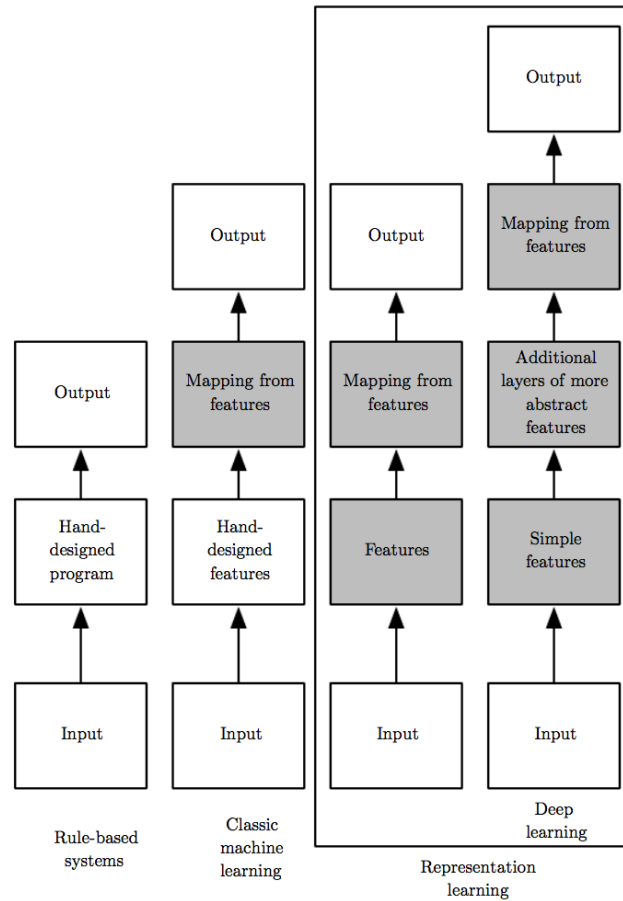 Output
Output
Output
Mapping from
features
Output
Mapping from
features
Mapping from
features
Additional
layers of more
abstract
features
Hand-
designed
program
Hand-
designed
features
Features
Simple
features
Input
Input
Input
Input
Rule-based
systems
Classic
machine
learning
Representation
learning
Deep
learning